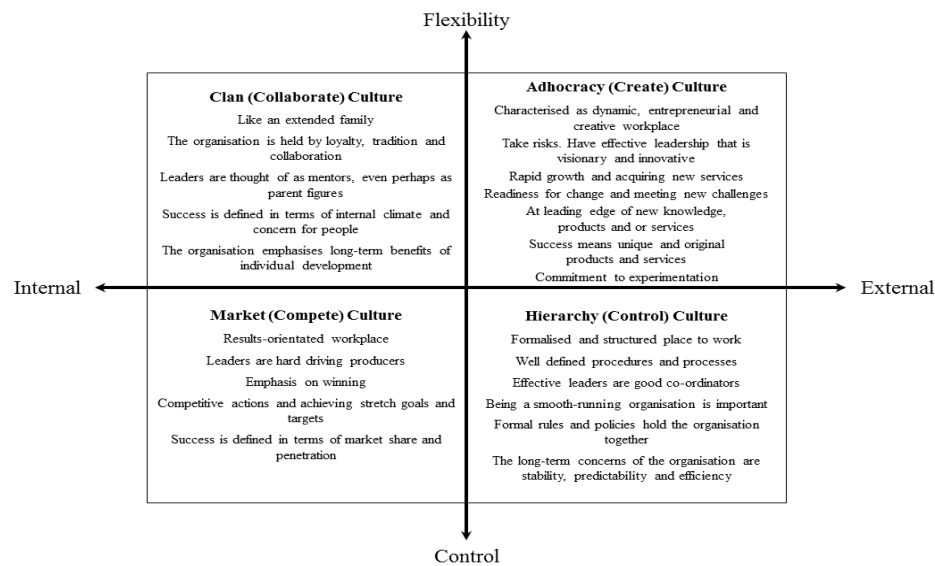 Flexibility
Clan (Collaborate) Culture
Like an extended family
The organisation is held by loyalty, tradition and
collaboration
Leaders are thought of as mentors, even perhaps as
parent figures
Success is defined in terms of internal climate and
concern for people
The organisation emphasises long-term benefits of
individual development
Adhocracy (Create) Culture
Characterised as dynamic, entrepreneurial and
creative workplace
Take risks. Have effective leadership that is
visionary and innovative
Rapid growth and acquiring new services
Readiness for change and meeting new challenges
At leading edge of new knowledge,
products and or services
Success means unique and original
products and services
Commitment to experimentation
Internal
External
Market (Compete) Culture
Results-orientated workplace
Leaders are hard driving producers
Emphasis on winning
Competitive actions and achieving stretch goals and
targets
Success is defined in terms of market share and
penetration
Hierarchy (Control) Culture
Formalised and structured place to work
Well defined procedures and processes
Effective leaders are good co-ordinators
Being a smooth-running organisation is important
Formal rules and policies hold the organisation
together
The long-term concerns of the organisation are
stability, predictability and efficiency
Control